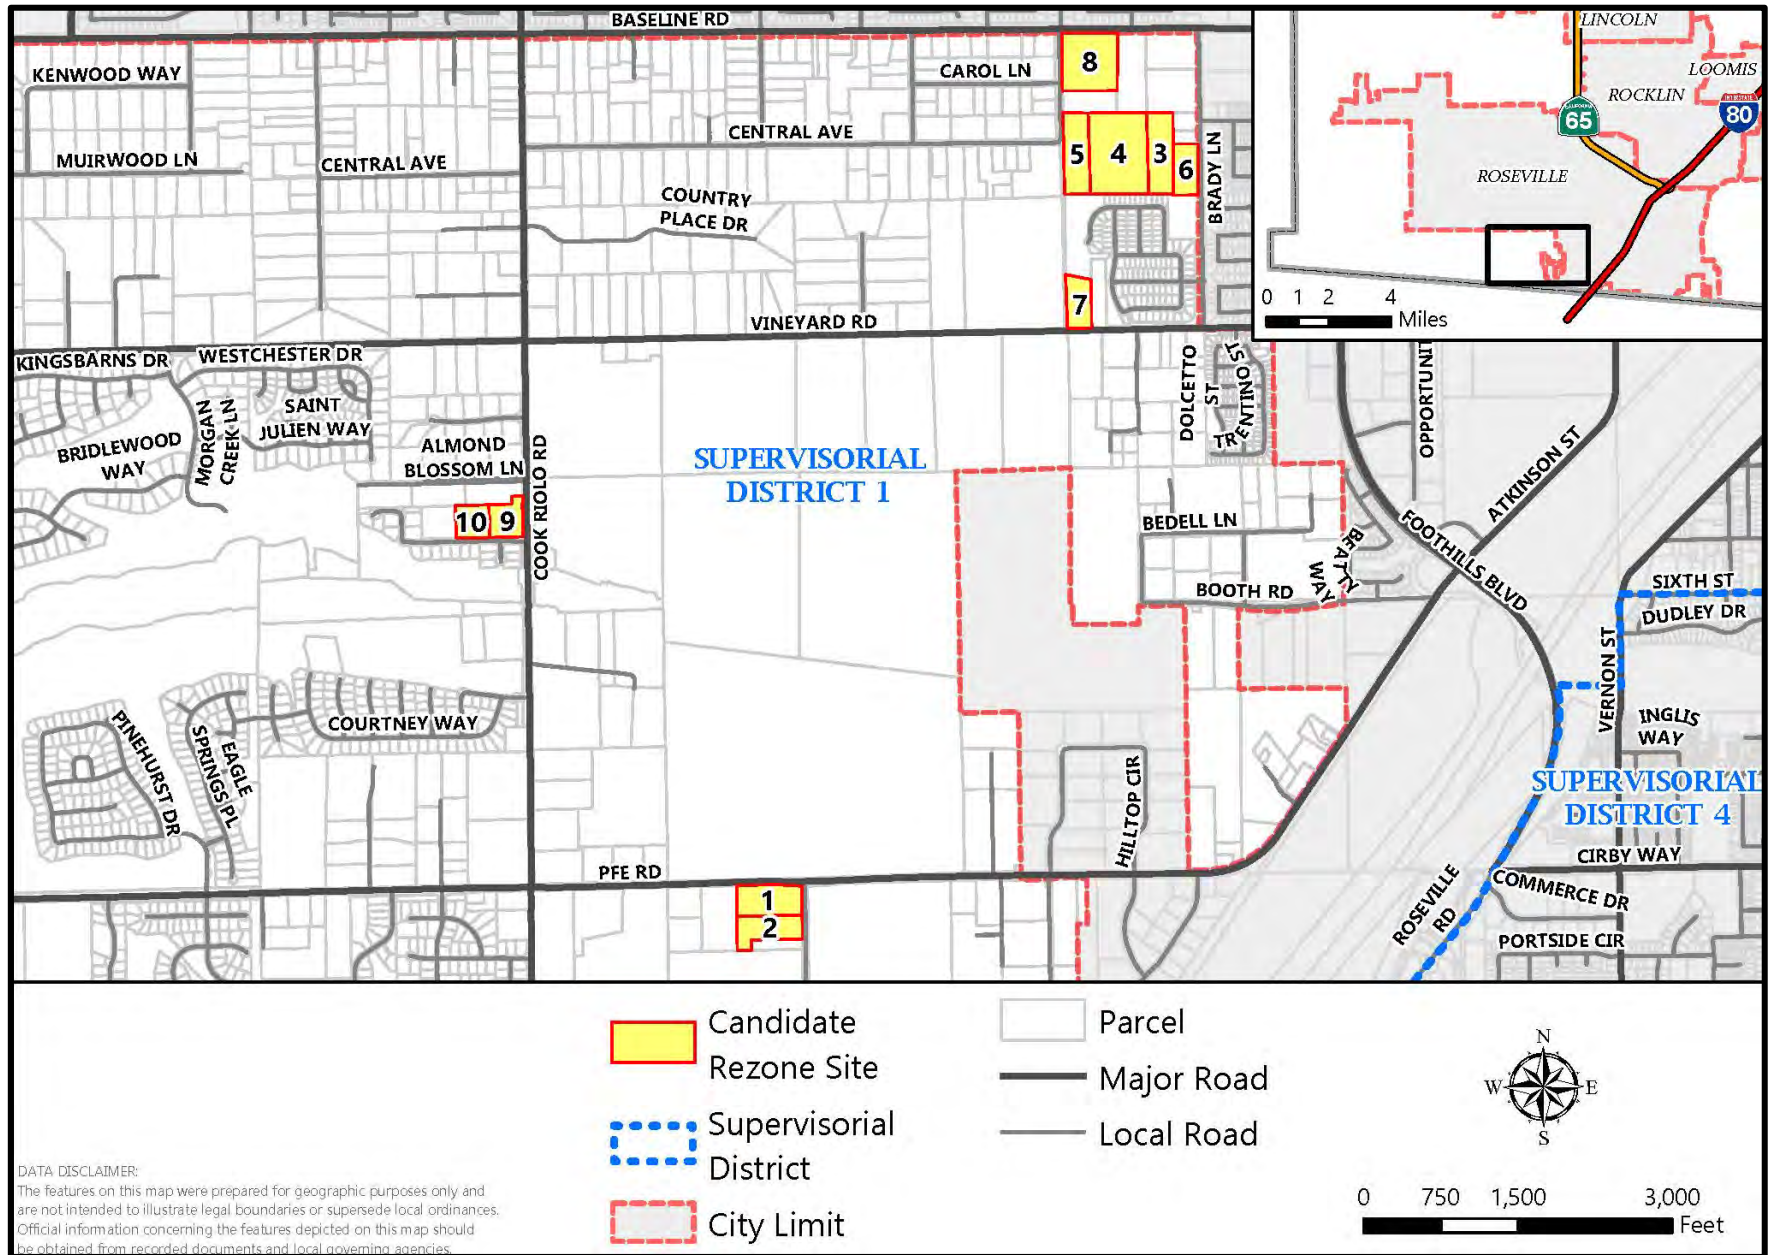 BASELINE RD
LINCOLN
LOOMIS
ROCKLIN
65
80
ROSEVILLE
0 1 2 4
Miles
KENWOOD WAY
CAROL LN
8
MUIRWOOD LN
CENTRAL AVE
CENTRAL AVE
5 4 3 6
BRADY LN
COUNTRY
PLACE DR
7
VINEYARD RD
KINGSBARNS DR
WESTCHESTER DR
SAINT
JULIEN WAY
MORGAN
CREEK LN
BRIDLEWOOD
WAY
ALMOND
BLOSSOM LN
COOK RIOLO RD
10 9
SUPERVISORIAL
DISTRICT 1
DOLCETTO
ST
TRENTINO ST
OPPORTUNIT
ATKINSON ST
FOOTHILLS BLVD
BEDELL LN
BEATTY
WAY
BOOTH RD
SIXTH ST
DUDLEY DR
VERNON ST
INGLIS
WAY
SUPERVISORIAL
DISTRICT 4
COURTNEY WAY
PINEHURST DR
EAGLE
SPRINGS PL
HILLTOP CIR
PFE RD
1
2
CIRBY WAY
COMMERCE DR
ROSEVILLE
RD
PORTSIDE CIR
Candidate
Rezone Site
Supervisorial
District
City Limit
Parcel
Major Road
Local Road
N
W E
S
0 750 1,500 3,000
Feet
DATA DISCLAIMER:
The features on this map were prepared for geographic purposes only and
are not intended to illustrate legal boundaries or supersede local ordinances.
Official information concerning the features depicted on this map should
be obtained from recorded documents and local governing agencies.